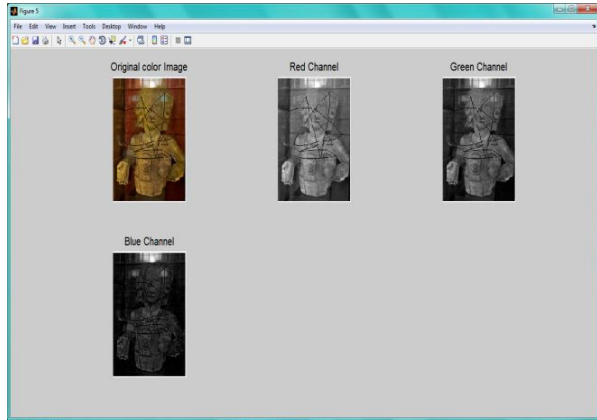 Figure 5
File Edit View Insert Tools Desktop Window Help
Original color Image
Red Channel
Green Channel
Blue Channel